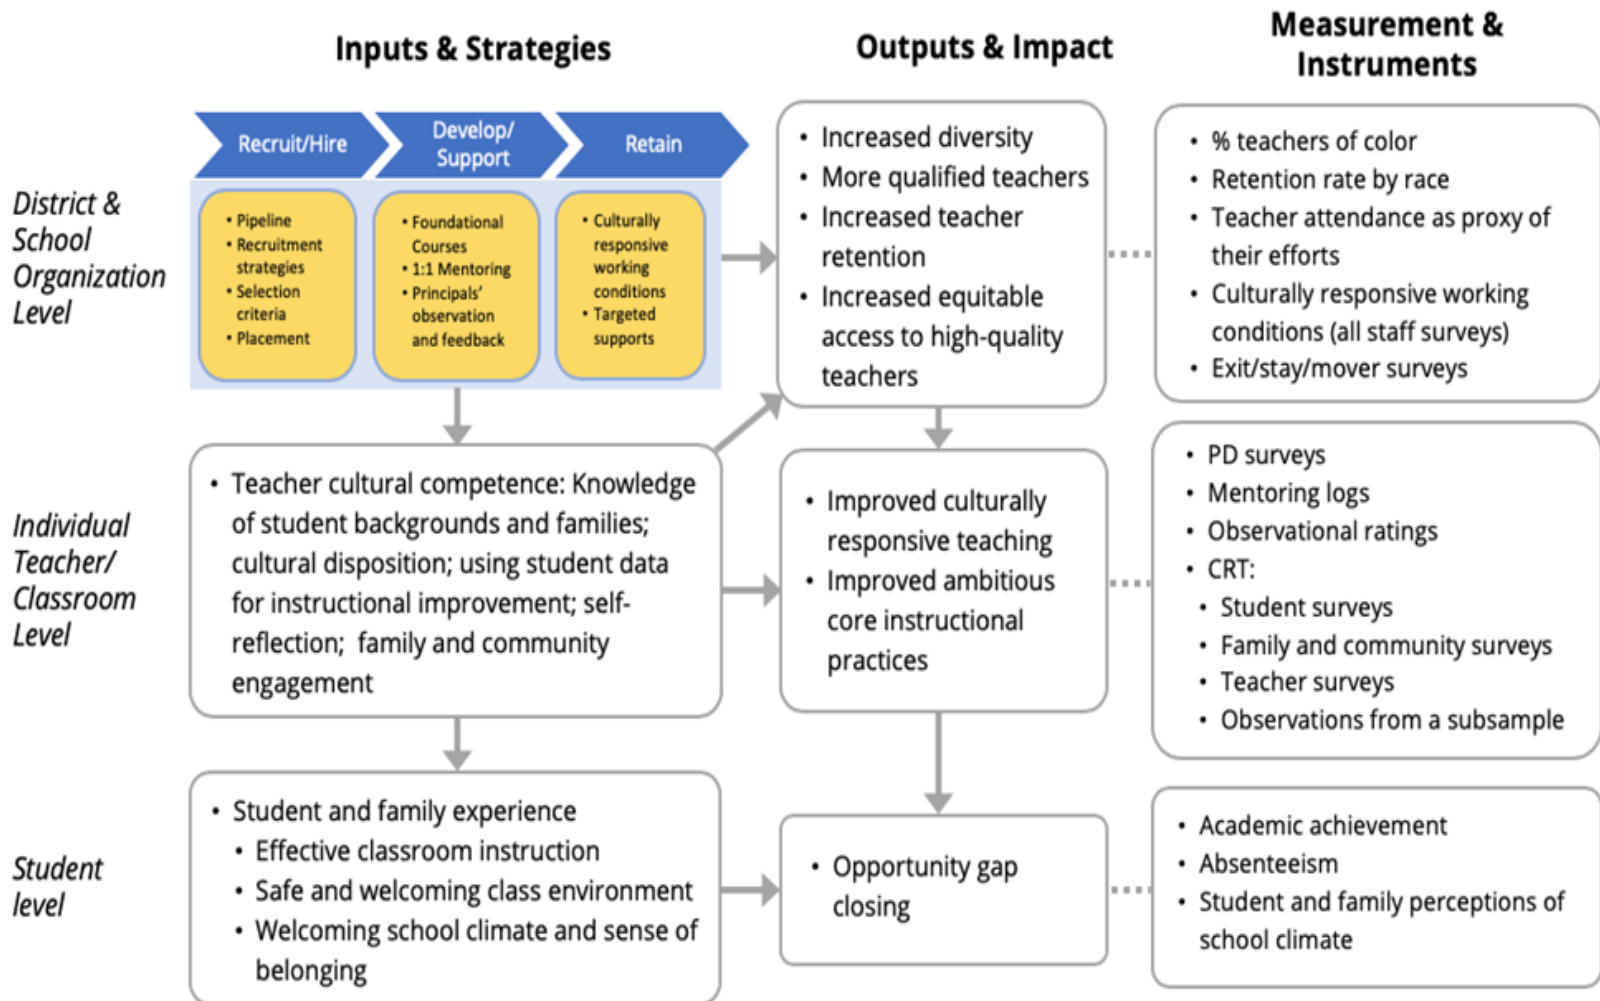 Inputs & Strategies
Outputs & Impact
Measurement &
Instruments
District &
School
Organization
Level
Recruit/Hire
Develop/
Support
Retain
• Pipeline
• Recruitment
strategies
• Selection
criteria
• Placement
• Foundational
Courses
• 1:1 Mentoring
• Principals'
observation
and feedback
• Culturally
responsive
working
conditions
• Targeted
supports
• Increased diversity
• More qualified teachers
• Increased teacher
retention
• Increased equitable
access to high-quality
teachers
• % teachers of color
• Retention rate by race
• Teacher attendance as proxy of
their efforts
• Culturally responsive working
conditions (all staff surveys)
• Exit/stay/mover surveys
Individual
Teacher/
Classroom
Level
• Teacher cultural competence: Knowledge
of student backgrounds and families;
cultural disposition; using student data
for instructional improvement; self-
reflection; family and community
engagement
• Improved culturally
responsive teaching
• Improved ambitious
core instructional
practices
• PD surveys
• Mentoring logs
• Observational ratings
• CRT:
• Student surveys
• Family and community surveys
• Teacher surveys
• Observations from a subsample
Student
level
• Student and family experience
• Effective classroom instruction
• Safe and welcoming class environment
• Welcoming school climate and sense of
belonging
• Opportunity gap
closing
• Academic achievement
• Absenteeism
• Student and family perceptions of
school climate